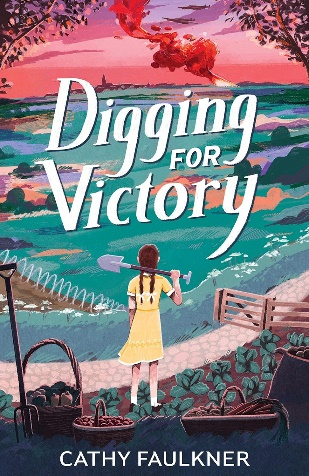 Digging
FOR
Victory
CATHY FAULKNER